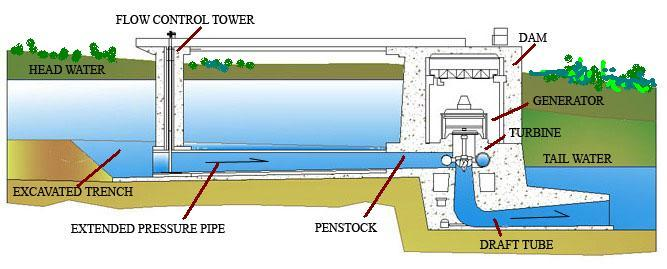 FLOW CONTROL TOWER
DAM
HEAD WATER
GENERATOR
TURBINE
TAIL WATER
EXCAVATED TRENCH
EXTENDED PRESSURE PIPE
PENSTOCK
DRAFT TUBE